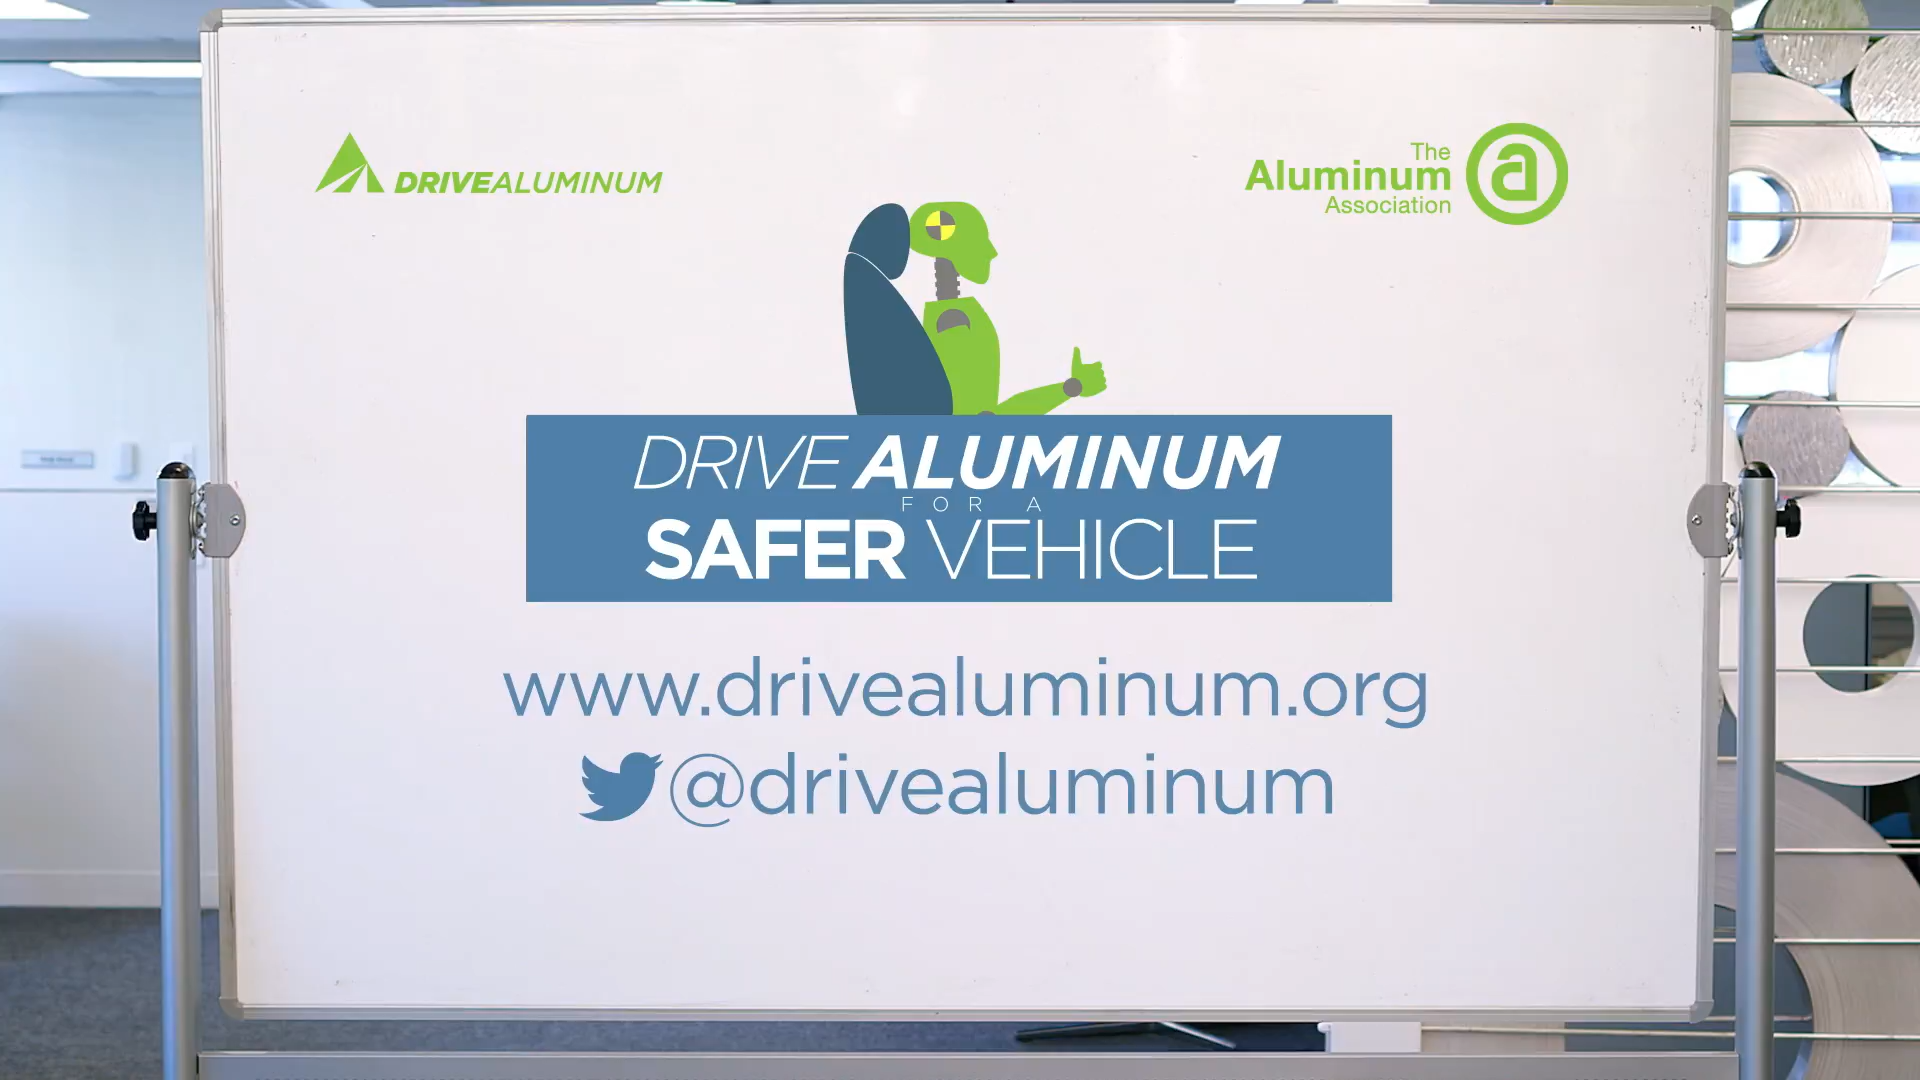 DRIVEALUMINUM
The
Aluminum
Association
a
DRIVE ALUMINUM
FOR A
SAFER VEHICLE
www.drivealuminum.org
@drivealuminum